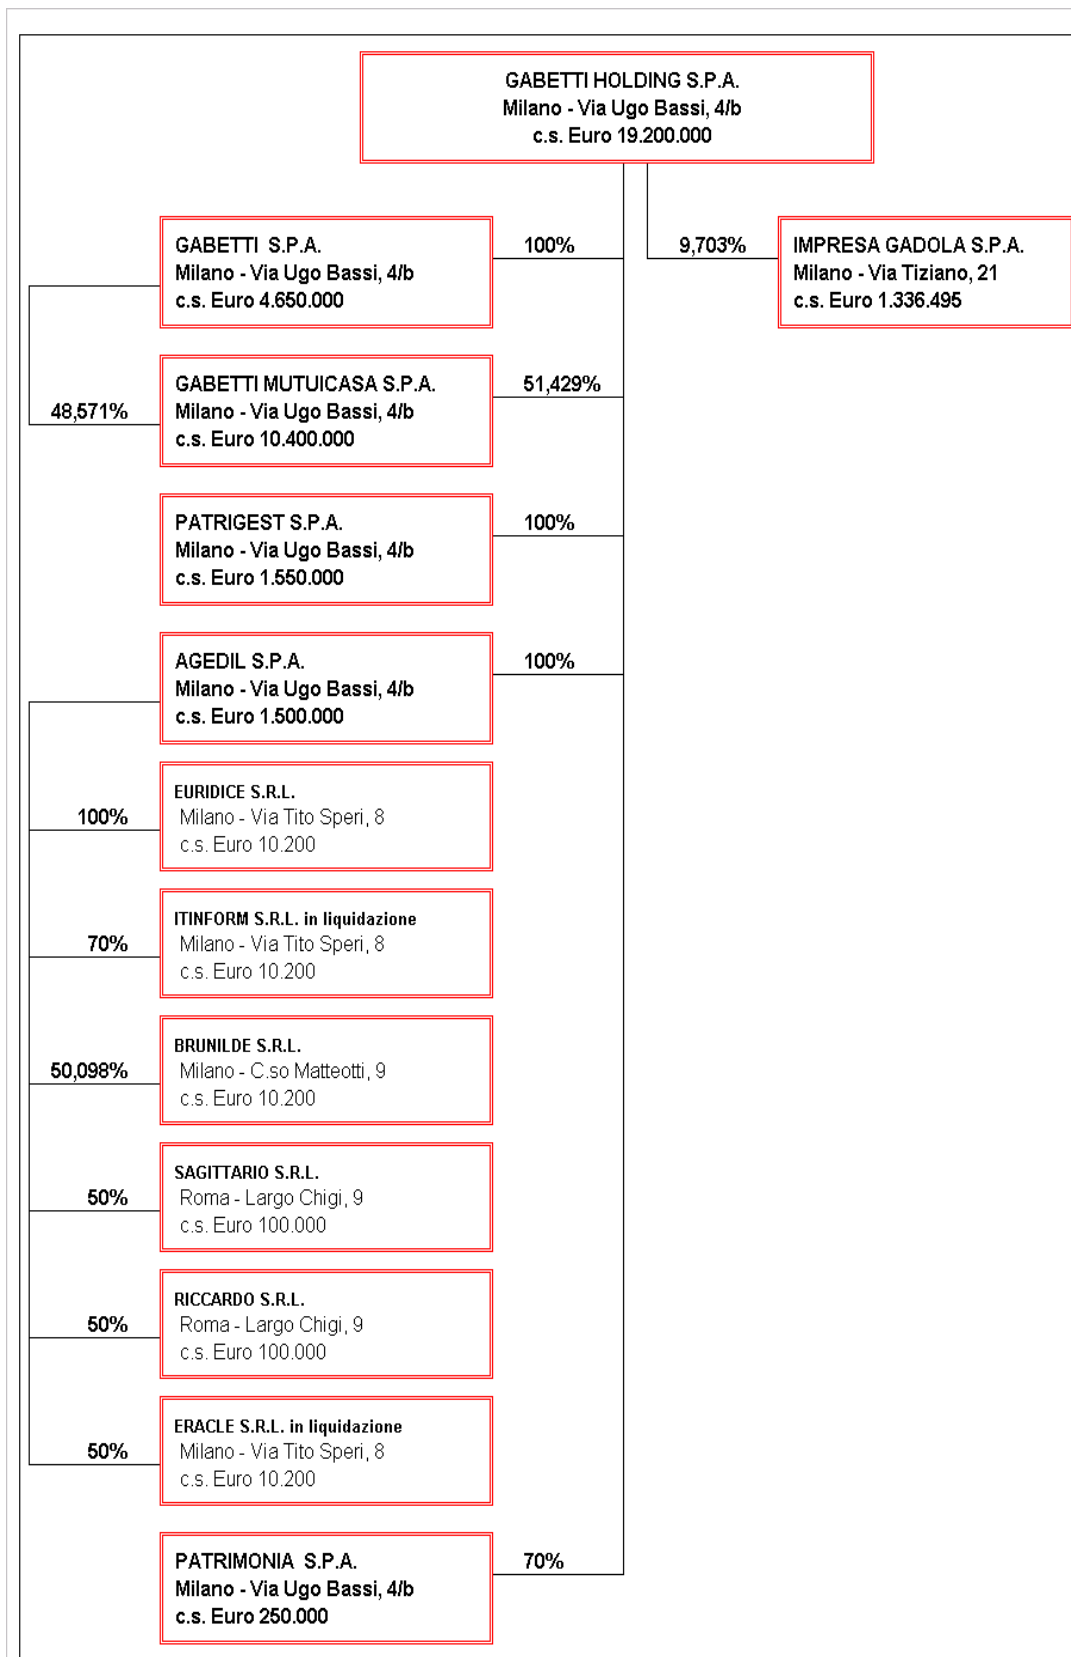 GABETTI HOLDING S.P.A.
Milano - Via Ugo Bassi, 4/b
c.s. Euro 19.200.000
GABETTI  S.P.A.
Milano - Via Ugo Bassi, 4/b
c.s. Euro 4.650.000
100%
9,703%
IMPRESA GADOLA S.P.A.
Milano - Via Tiziano, 21
c.s. Euro 1.336.495
48,571%
GABETTI MUTUICASA S.P.A.
Milano - Via Ugo Bassi, 4/b
c.s. Euro 10.400.000
51,429%
PATRIGEST S.P.A.
Milano - Via Ugo Bassi, 4/b
c.s. Euro 1.550.000
100%
AGEDIL S.P.A.
Milano - Via Ugo Bassi, 4/b
c.s. Euro 1.500.000
100%
100%
EURIDICE S.R.L.
Milano - Via Tito Speri, 8
c.s. Euro 10.200
70%
ITINFORM S.R.L. in liquidazione
Milano - Via Tito Speri, 8
c.s. Euro 10.200
50,098%
BRUNILDE S.R.L.
Milano - C.so Matteotti, 9
c.s. Euro 10.200
50%
SAGITTARIO S.R.L.
Roma - Largo Chigi, 9
c.s. Euro 100.000
50%
RICCARDO S.R.L.
Roma - Largo Chigi, 9
c.s. Euro 100.000
50%
ERACLE S.R.L. in liquidazione
Milano - Via Tito Speri, 8
c.s. Euro 10.200
PATRIMONIA  S.P.A.
Milano - Via Ugo Bassi, 4/b
c.s. Euro 250.000
70%